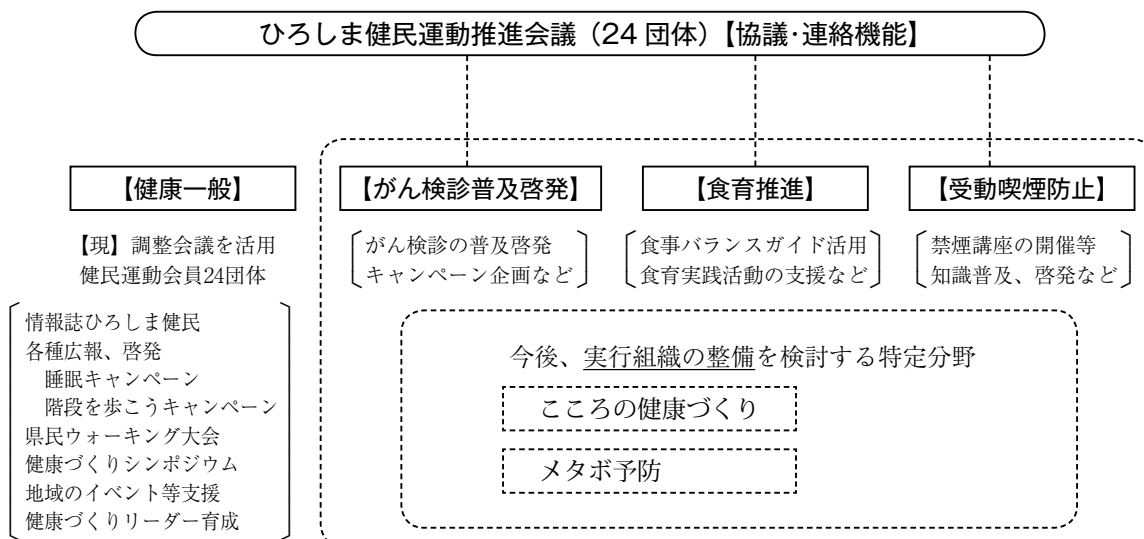 ひろしま健民運動推進会議（24 団体）【協議･連絡機能】
【健康一般】
【現】調整会議を活用
健民運動会員24団体
情報誌ひろしま健民
各種広報、啓発
睡眠キャンペーン
階段を歩こうキャンペーン
県民ウォーキング大会
健康づくりシンポジウム
地域のイベント等支援
健康づくりリーダー育成
【がん検診普及啓発】
がん検診の普及啓発
キャンペーン企画など
【食育推進】
食事バランスガイド活用
食育実践活動の支援など
【受動喫煙防止】
禁煙講座の開催等
知識普及、啓発など
今後、実行組織の整備を検討する特定分野
こころの健康づくり
メタボ予防